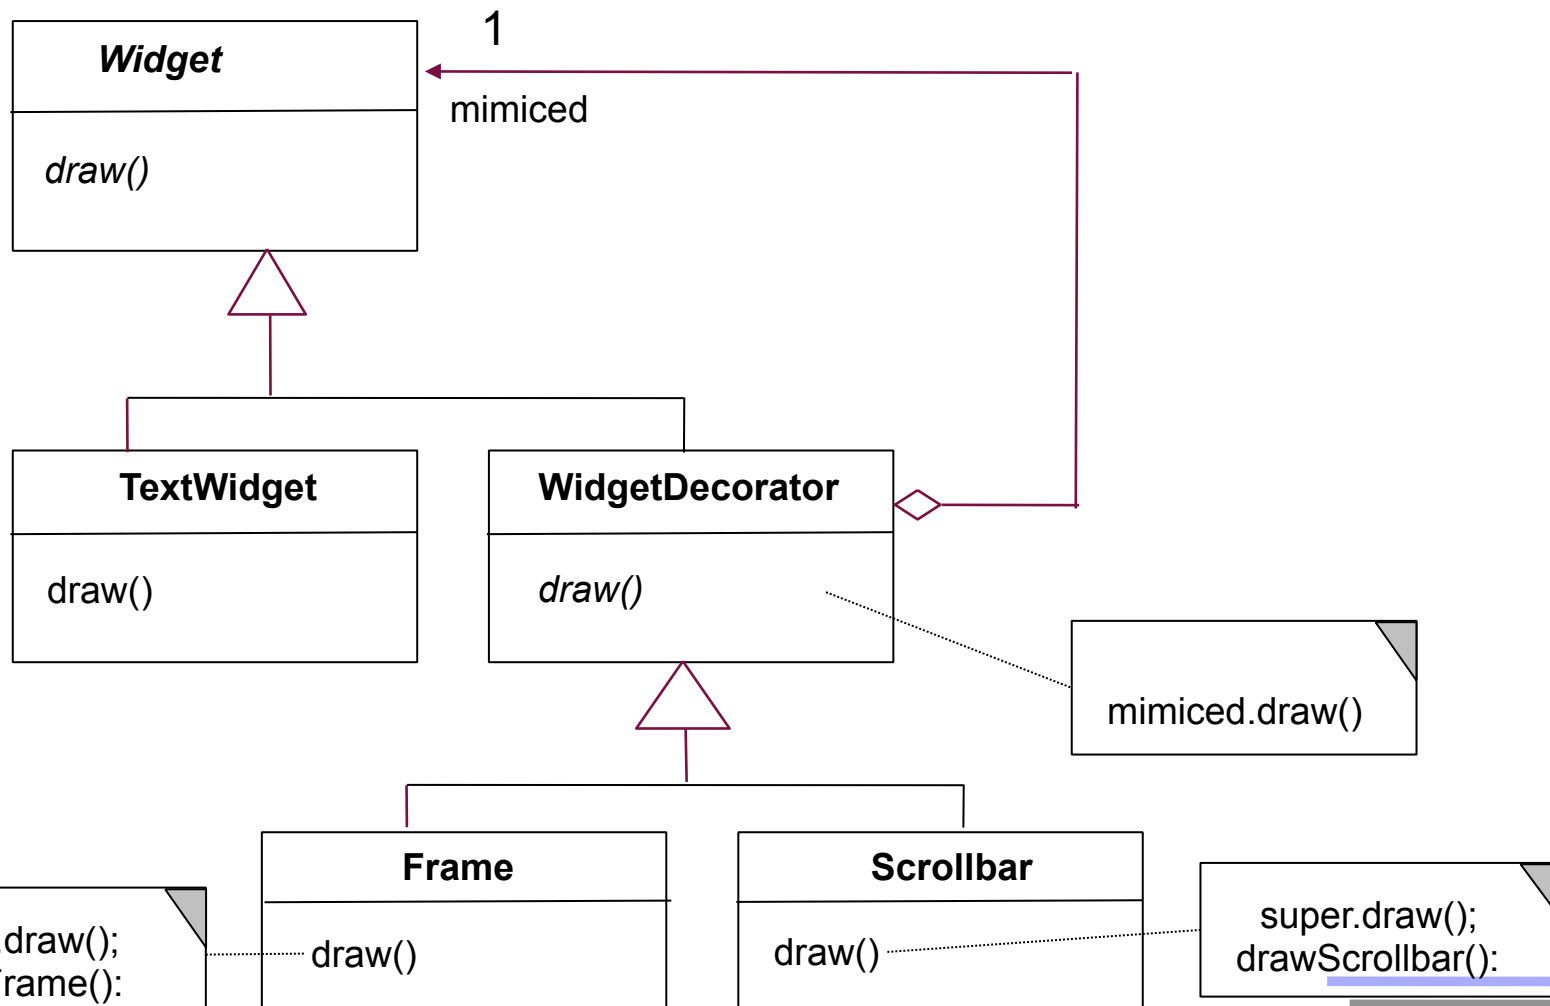 1
Widget
mimiced
draw()
TextWidget
WidgetDecorator
draw()
draw()
mimiced.draw()
Frame
Scrollbar
.draw();
rame():
draw()
draw()
super.draw();
drawScrollbar():